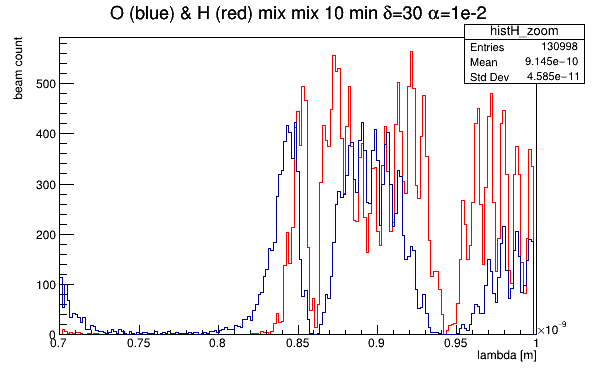 O (blue) & H (red) mix mix 10 min δ=30 α=1e-2
histH_zoom
Entries 130998
Mean 9.145e-10
Std Dev 4.585e-11
beam count
500
400
300
200
100
0
0.7 0.75 0.8 0.85 0.9 0.95 1
×10-9
lambda [m]